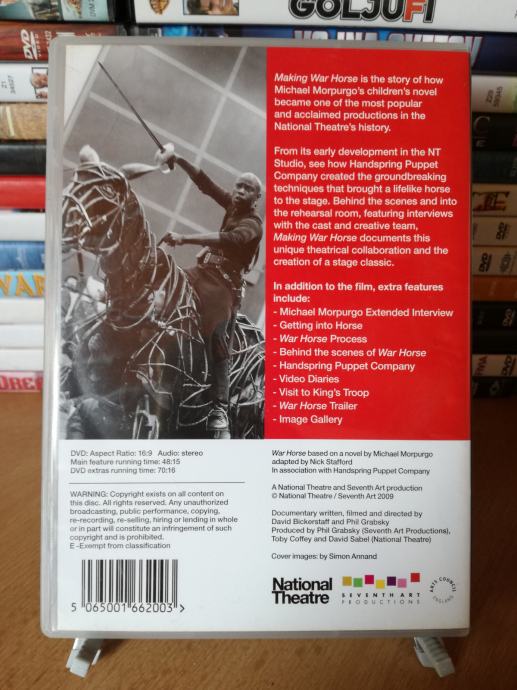 GOLJUFI
DVD
Making War Horse is the story of how
Michael Morpurgo's children's novel
became one of the most popular
and acclaimed productions in the
National Theatre's history.
From its early development in the NT
Studio, see how Handspring Puppet
Company created the groundbreaking
techniques that brought a lifelike horse
to the stage. Behind the scenes and into
the rehearsal room, featuring interviews
with the cast and creative team,
Making War Horse documents this
unique theatrical collaboration and the
creation of a stage classic.
In addition to the film, extra features
include:
- Michael Morpurgo Extended Interview
- Getting into Horse
- War Horse Process
- Behind the scenes of War Horse
- Handspring Puppet Company
- Video Diaries
- Visit to King's Troop
- War Horse Trailer
- Image Gallery
DVD: Aspect Ratio: 16:9 Audio: stereo
Main feature running time: 48:15
DVD extras running time: 70:16
WARNING: Copyright exists on all content on
this disc. All rights reserved. Any unauthorized
broadcasting, public performance, copying,
re-recording, re-selling, hiring or lending in whole
or in part will constitute an infringement of such
copyright and is prohibited.
E -Exempt from classification
5 065001 662003 >
War Horse based on a novel by Michael Morpurgo
adapted by Nick Stafford
In association with Handspring Puppet Company
A National Theatre and Seventh Art production
© National Theatre / Seventh Art 2009
Documentary written, filmed and directed by
David Bickerstaff and Phil Grabsky
Produced by Phil Grabsky (Seventh Art Productions),
Toby Coffey and David Sabel (National Theatre)
Cover images: by Simon Annand
National
Theatre
SEVENTH ART
PRODUCTIONS
ARTS COUNCIL
ENGLAND